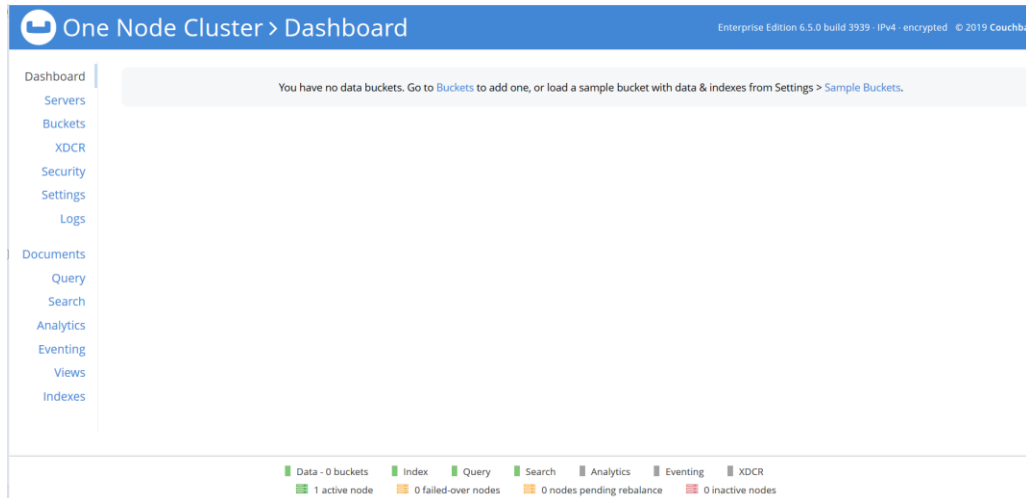 One Node Cluster > Dashboard
Enterprise Edition 6.5.0 build 3939 · IPv4 · encrypted © 2019 Couchba
Dashboard
Servers
Buckets
XDCR
Security
Settings
Logs
Documents
Query
Search
Analytics
Eventing
Views
Indexes
You have no data buckets. Go to Buckets to add one, or load a sample bucket with data & indexes from Settings > Sample Buckets.
Data - 0 buckets Index Query Search Analytics Eventing XDCR
1 active node 0 failed-over nodes 0 nodes pending rebalance 0 inactive nodes